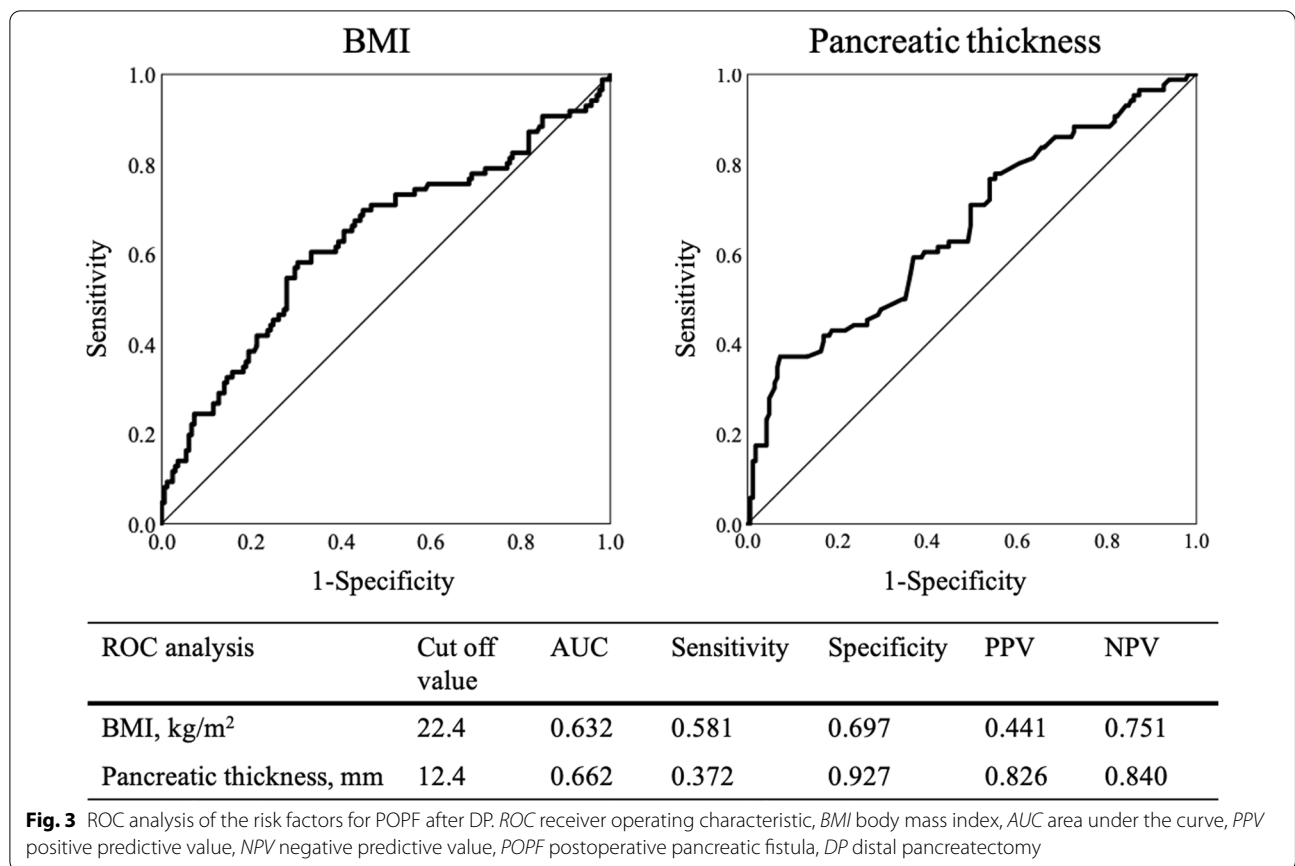 BMI
Pancreatic thickness
1.0
0.8
0.6
0.4
0.2
0.0
Sensitivity
0.0 0.2 0.4 0.6 0.8 1.0
1-Specificity
1.0
0.8
0.6
0.4
0.2
0.0
Sensitivity
0.0 0.2 0.4 0.6 0.8 1.0
1-Specificity
ROC analysis Cut off value AUC Sensitivity Specificity PPV NPV
BMI, kg/m² 22.4 0.632 0.581 0.697 0.441 0.751
Pancreatic thickness, mm 12.4 0.662 0.372 0.927 0.826 0.840
Fig. 3 ROC analysis of the risk factors for POPF after DP. ROC receiver operating characteristic, BMI body mass index, AUC area under the curve, PPV
positive predictive value, NPV negative predictive value, POPF postoperative pancreatic fistula, DP distal pancreatectomy